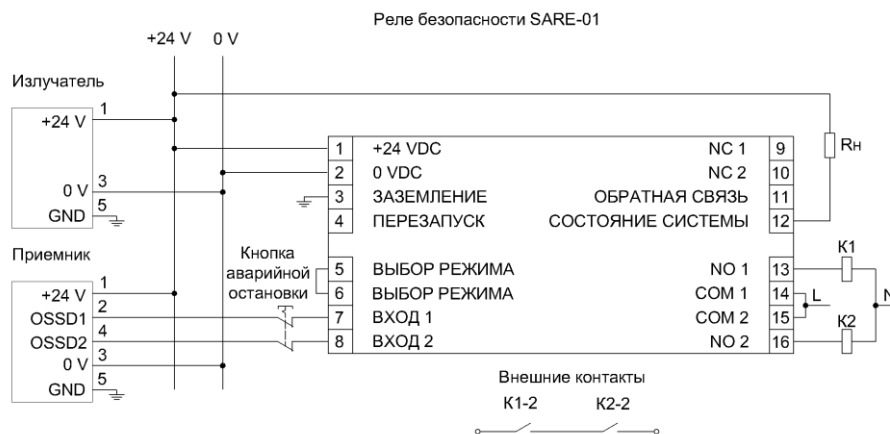 Реле безопасности SARE-01
+24 V 0 V
Излучатель
1
+24 V
3
0 V
5
GND
Приемник
1
+24 V
2
OSSD1
4
OSSD2
3
0 V
5
GND
Кнопка
аварийной
остановки
1 +24 VDC NC 1 9
2 0 VDC NC 2 10
3 ЗАЗЕМЛЕНИЕ ОБРАТНАЯ СВЯЗЬ 11
4 ПЕРЕЗАПУСК СОСТОЯНИЕ СИСТЕМЫ 12
5 ВЫБОР РЕЖИМА NO 1 13
6 ВЫБОР РЕЖИМА COM 1 14
7 ВХОД 1 COM 2 15
8 ВХОД 2 NO 2 16
Rн
К1
L N
К2
Внешние контакты
К1-2 К2-2